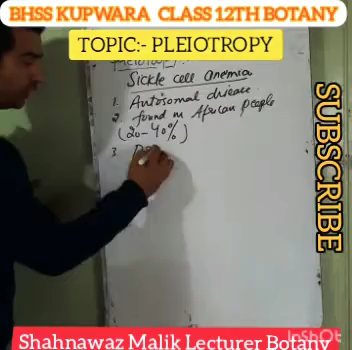 BHSS KUPWARA CLASS 12TH BOTANY
TOPIC:- PLEIOTROPY
Sickle cell anemia
1. Autosomal disease
2. found in African people
(20-40%)
3
SUBSCRIBE
InShOt
Shahnawaz Malik Lecturer Botany